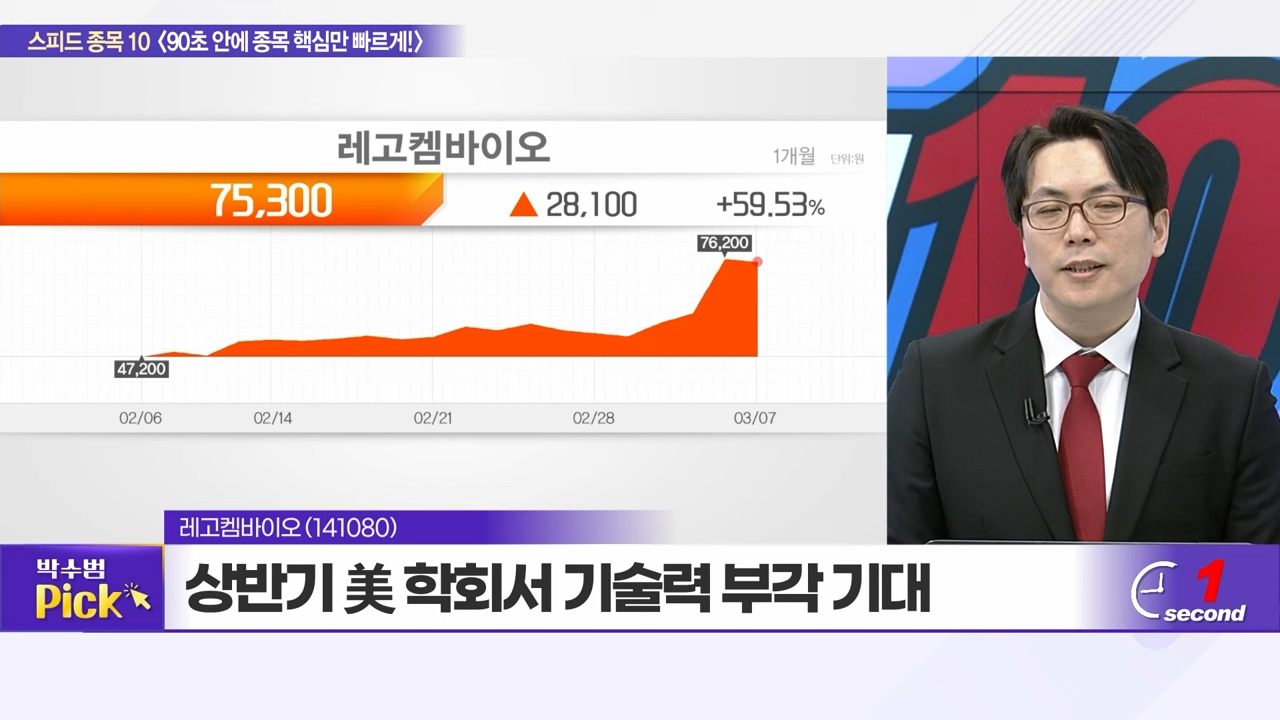 스피드 종목 10 〈90초 안에 종목 핵심만 빠르게!〉
레고켐바이오
1개월 단위:원
75,300 ▲ 28,100 +59.53%
76,200
47,200
02/06 02/14 02/21 02/28 03/07
10
레고켐바이오 (141080)
박수범
Pick
상반기 美 학회서 기술력 부각 기대
1
second